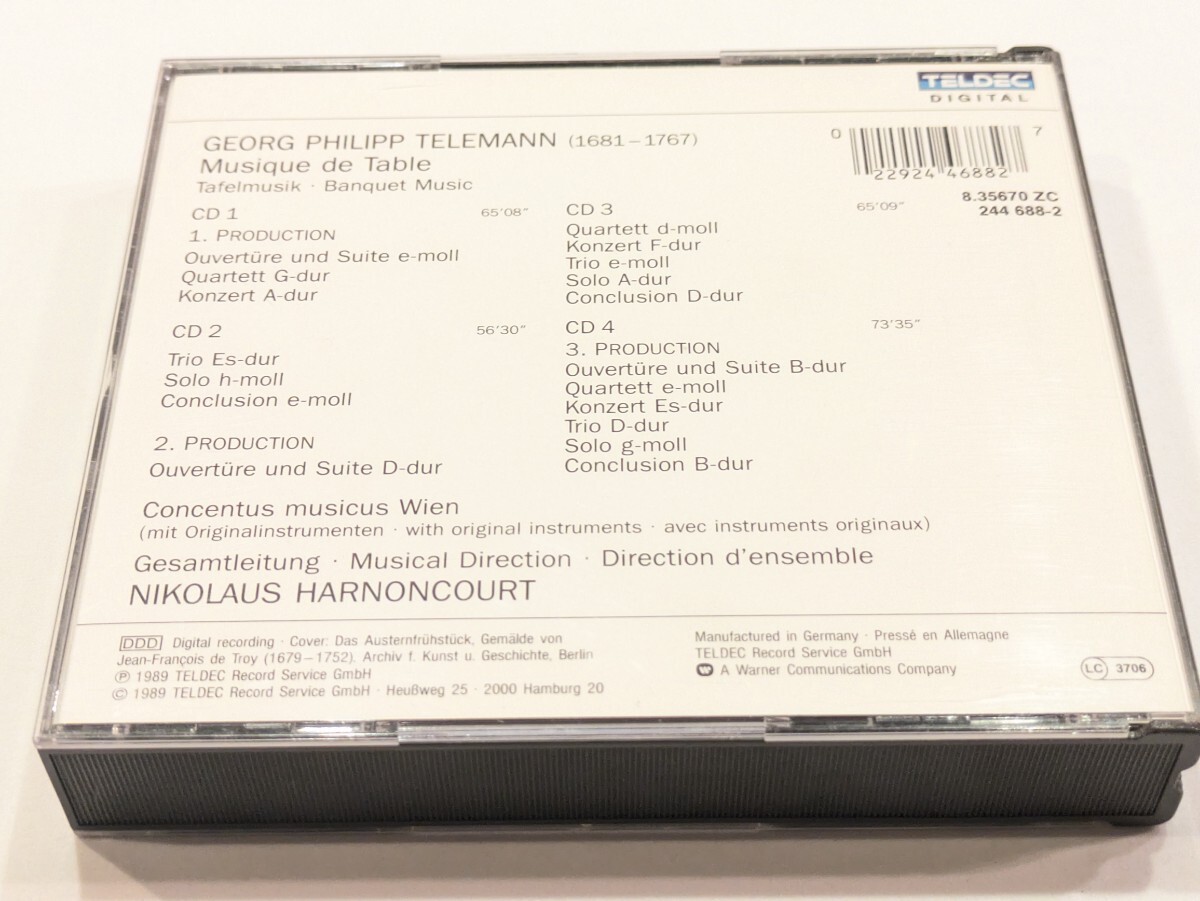 TELDEC
DIGITAL
GEORG PHILIPP TELEMANN (1681–1767)
Musique de Table
Tafelmusik · Banquet Music
0 22924 46882 7
8.35670 ZC
244 688-2
CD 1 65'08"
1. PRODUCTION
Ouvertüre und Suite e-moll
Quartett G-dur
Konzert A-dur
CD 2 56'30"
Trio Es-dur
Solo h-moll
Conclusion e-moll
2. PRODUCTION
Ouvertüre und Suite D-dur
CD 3 65'09"
Quartett d-moll
Konzert F-dur
Trio e-moll
Solo A-dur
Conclusion D-dur
CD 4 73'35"
3. PRODUCTION
Ouvertüre und Suite B-dur
Quartett e-moll
Konzert Es-dur
Trio D-dur
Solo g-moll
Conclusion B-dur
Concentus musicus Wien
(mit Originalinstrumenten · with original instruments · avec instruments originaux)
Gesamtleitung · Musical Direction · Direction d'ensemble
NIKOLAUS HARNONCOURT
DDD Digital recording · Cover: Das Austernfrühstück, Gemälde von
Jean-François de Troy (1679–1752). Archiv f. Kunst u. Geschichte, Berlin
℗ 1989 TELDEC Record Service GmbH
© 1989 TELDEC Record Service GmbH · Heußweg 25 · 2000 Hamburg 20
Manufactured in Germany · Pressé en Allemagne
TELDEC Record Service GmbH
A Warner Communications Company
LC 3706